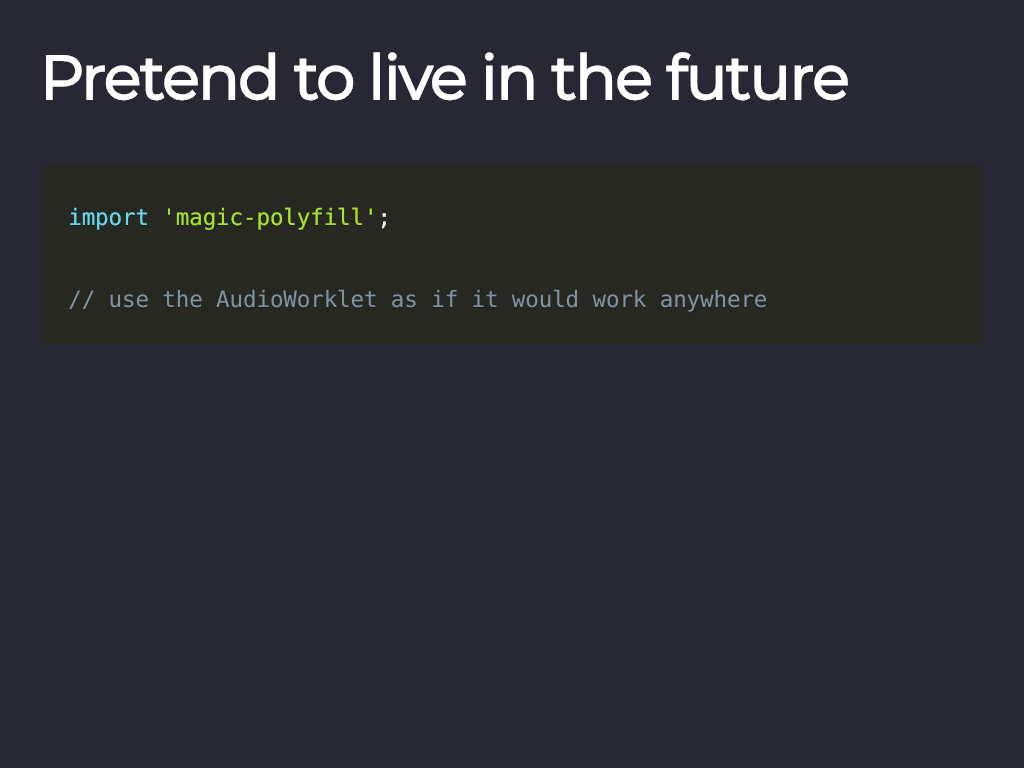 Pretend to live in the future
import 'magic-polyfill';
// use the AudioWorklet as if it would work anywhere